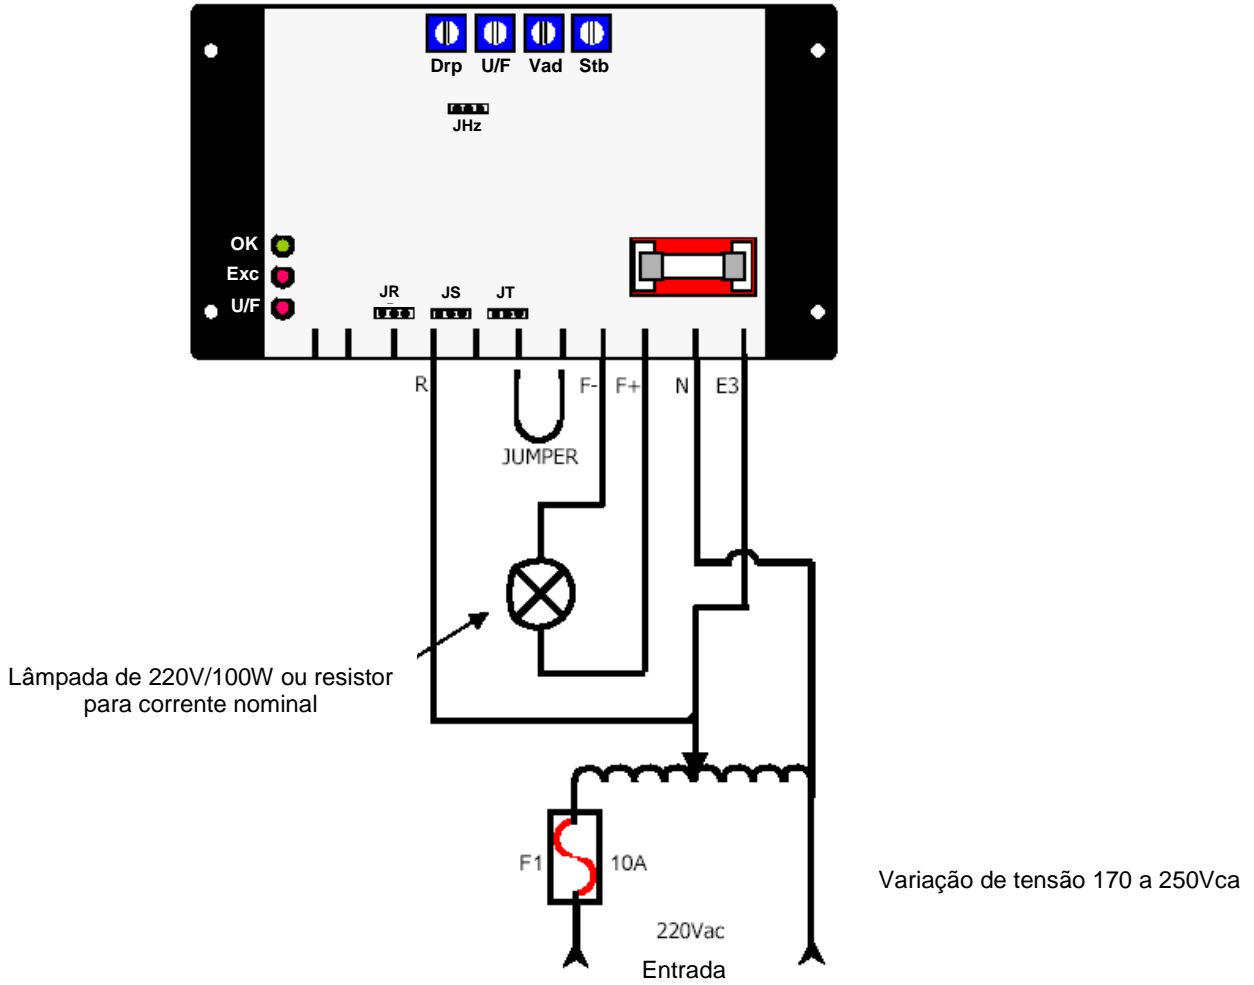 Drp U/F Vad Stb
JHz
OK
Exc
U/F
JR JS JT
R F- F+ N E3
JUMPER
Lâmpada de 220V/100W ou resistor
para corrente nominal
F1 10A
Variação de tensão 170 a 250Vca
220Vac
Entrada